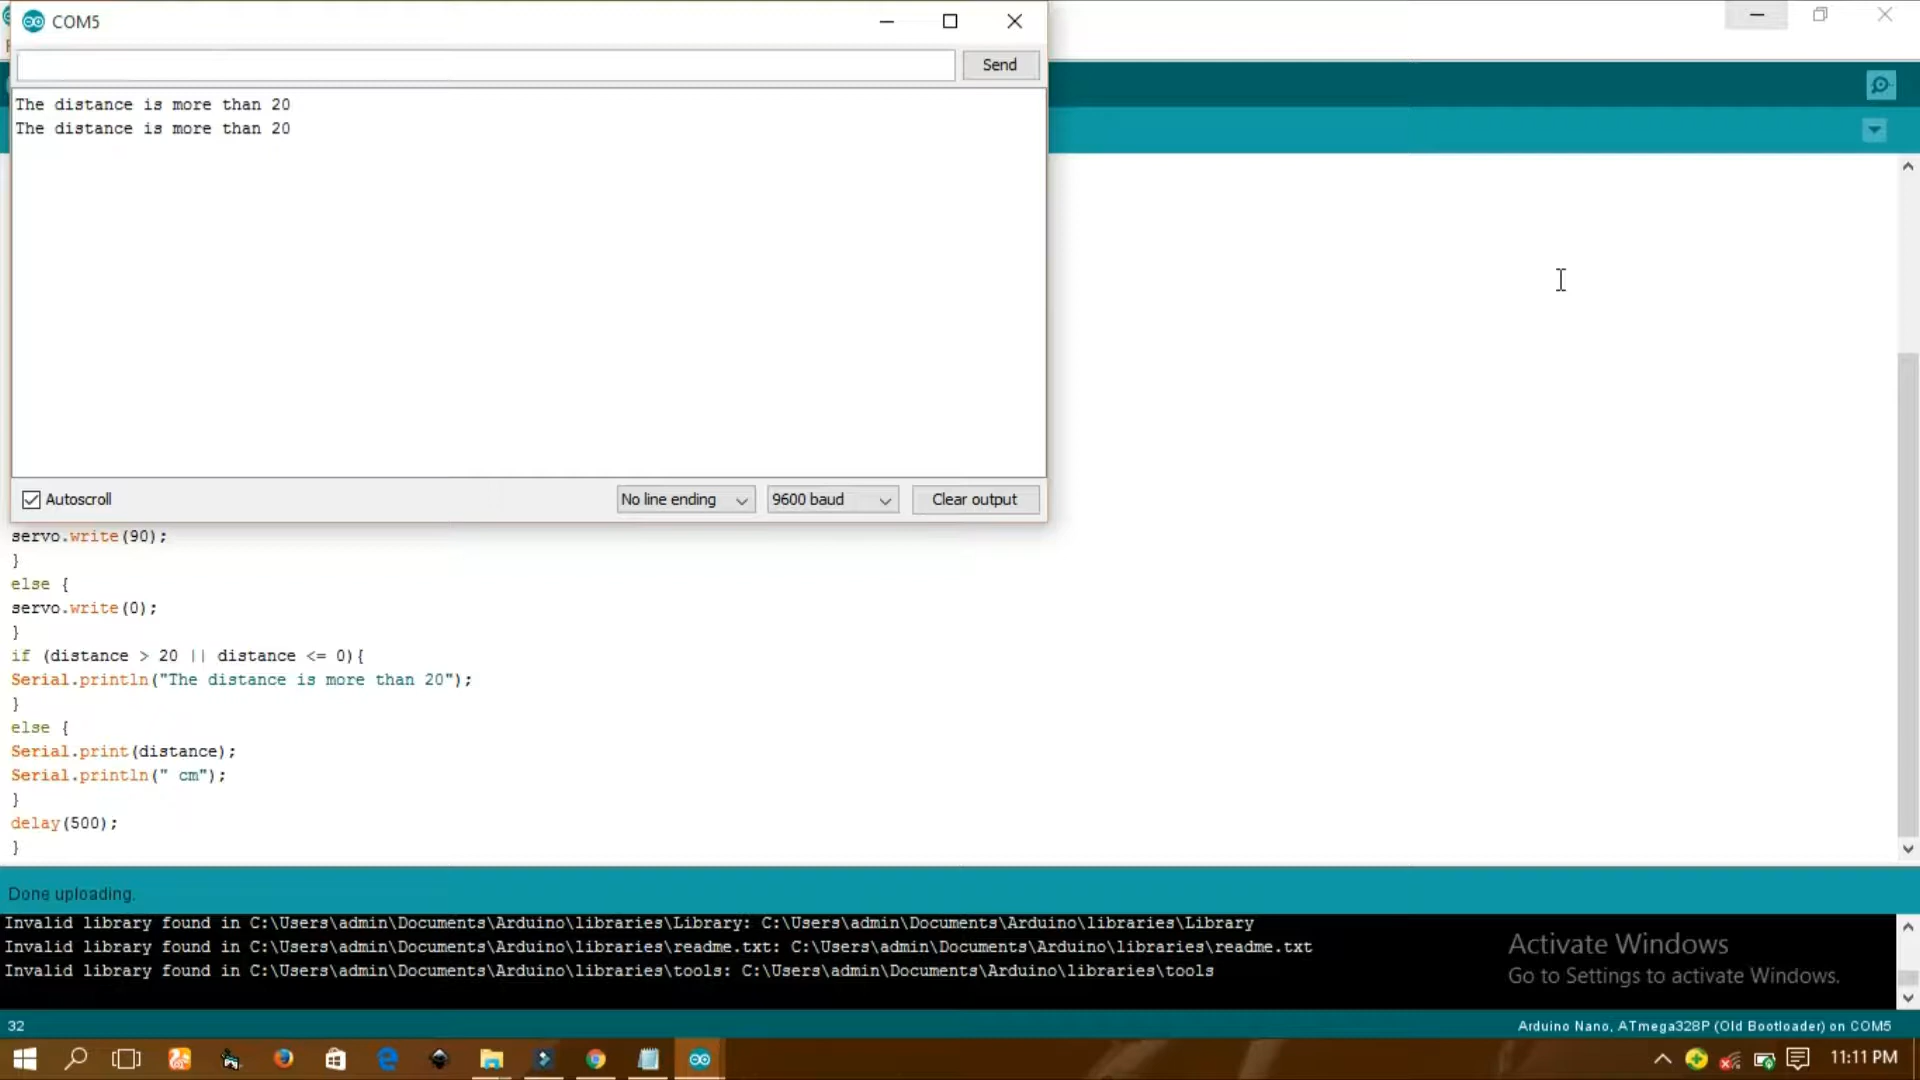 COM5
Send
The distance is more than 20
The distance is more than 20
Autoscroll
No line ending
9600 baud
Clear output
servo.write(90);
}
else {
servo.write(0);
}
if (distance > 20 || distance <= 0){
Serial.println("The distance is more than 20");
}
else {
Serial.print(distance);
Serial.println(" cm");
}
delay(500);
}
Done uploading.
Invalid library found in C:\Users\admin\Documents\Arduino\libraries\Library: C:\Users\admin\Documents\Arduino\libraries\Library
Invalid library found in C:\Users\admin\Documents\Arduino\libraries\readme.txt: C:\Users\admin\Documents\Arduino\libraries\readme.txt
Invalid library found in C:\Users\admin\Documents\Arduino\libraries\tools: C:\Users\admin\Documents\Arduino\libraries\tools
Activate Windows
Go to Settings to activate Windows.
32
Arduino Nano, ATmega328P (Old Bootloader) on COM5
11:11 PM